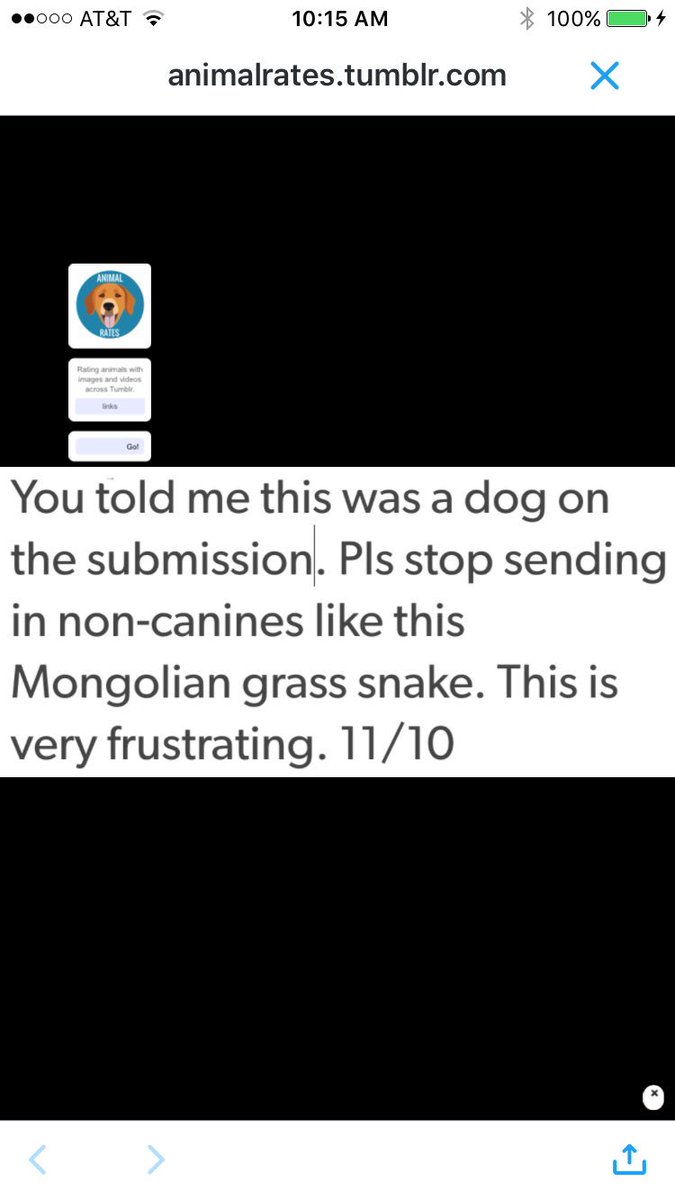 AT&T 10:15 AM 100%
animalrates.tumblr.com
ANIMAL
RATES
Rating animals with
images and videos
across Tumblr.
links
Go!
You told me this was a dog on
the submission. Pls stop sending
in non-canines like this
Mongolian grass snake. This is
very frustrating. 11/10